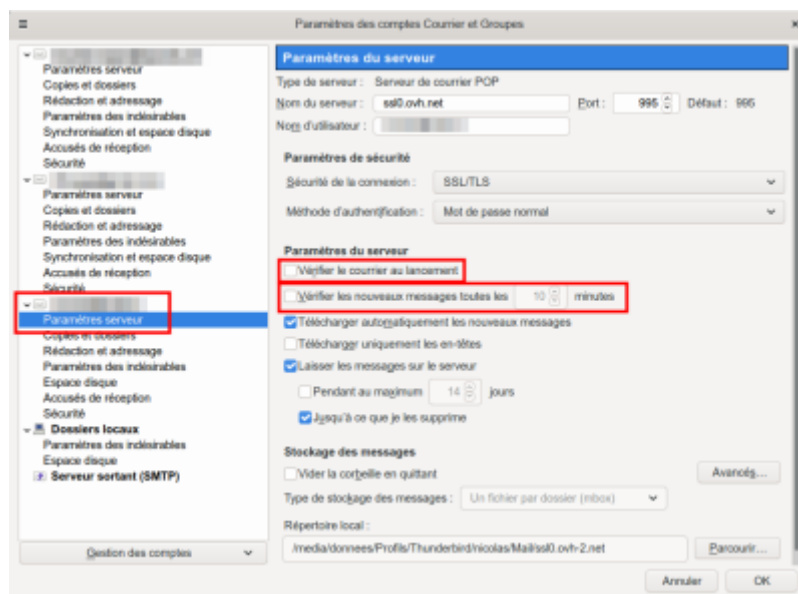 Paramètres des comptes Courrier et Groupes
Paramètres serveur
Copies et dossiers
Rédaction et adressage
Paramètres des indésirables
Synchronisation et espace disque
Accusés de réception
Sécurité
Paramètres serveur
Copies et dossiers
Rédaction et adressage
Paramètres des indésirables
Synchronisation et espace disque
Accusés de réception
Sécurité
Paramètres serveur
Copies et dossiers
Rédaction et adressage
Paramètres des indésirables
Espace disque
Accusés de réception
Sécurité
Dossiers locaux
Paramètres des indésirables
Espace disque
Serveur sortant (SMTP)
Gestion des comptes
Paramètres du serveur
Type de serveur : Serveur de courrier POP
Nom du serveur : ssl0.ovh.net Port : 995 Défaut : 995
Nom d'utilisateur :
Paramètres de sécurité
Sécurité de la connexion : SSL/TLS
Méthode d'authentification : Mot de passe normal
Paramètres du serveur
Vérifier le courrier au lancement
Vérifier les nouveaux messages toutes les 10 minutes
Télécharger automatiquement les nouveaux messages
Télécharger uniquement les en-têtes
Laisser les messages sur le serveur
Pendant au maximum 14 jours
Jusqu'à ce que je les supprime
Stockage des messages
Vider la corbeille en quittant Avancés...
Type de stockage des messages : Un fichier par dossier (mbox)
Répertoire local :
/media/donnees/Profils/Thunderbird/nicolas/Mail/ssl0.ovh-2.net Parcourir...
Annuler OK